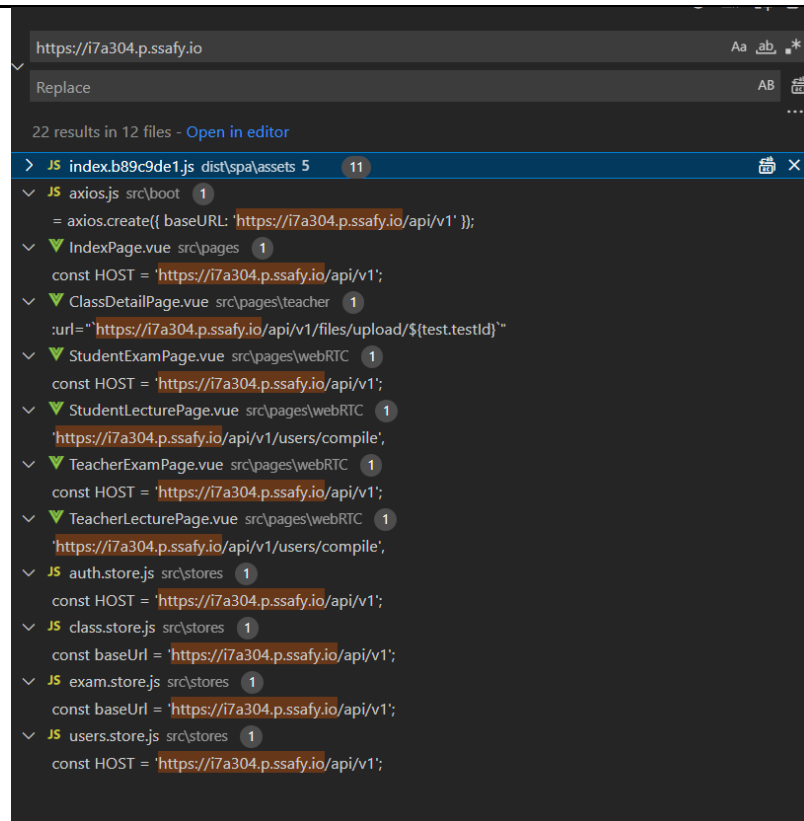 https://i7a304.p.ssafy.io Aa ab, .*
Replace AB
...
22 results in 12 files - Open in editor
JS index.b89c9de1.js dist\spa\assets 5 11
JS axios.js src\boot 1
= axios.create({ baseURL: 'https://i7a304.p.ssafy.io/api/v1' });
IndexPage.vue src\pages 1
const HOST = 'https://i7a304.p.ssafy.io/api/v1';
ClassDetailPage.vue src\pages\teacher 1
:url="`https://i7a304.p.ssafy.io/api/v1/files/upload/${test.testId}`"
StudentExamPage.vue src\pages\webRTC 1
const HOST = 'https://i7a304.p.ssafy.io/api/v1';
StudentLecturePage.vue src\pages\webRTC 1
'https://i7a304.p.ssafy.io/api/v1/users/compile',
TeacherExamPage.vue src\pages\webRTC 1
const HOST = 'https://i7a304.p.ssafy.io/api/v1';
TeacherLecturePage.vue src\pages\webRTC 1
'https://i7a304.p.ssafy.io/api/v1/users/compile',
JS auth.store.js src\stores 1
const HOST = 'https://i7a304.p.ssafy.io/api/v1';
JS class.store.js src\stores 1
const baseUrl = 'https://i7a304.p.ssafy.io/api/v1';
JS exam.store.js src\stores 1
const baseUrl = 'https://i7a304.p.ssafy.io/api/v1';
JS users.store.js src\stores 1
const HOST = 'https://i7a304.p.ssafy.io/api/v1';